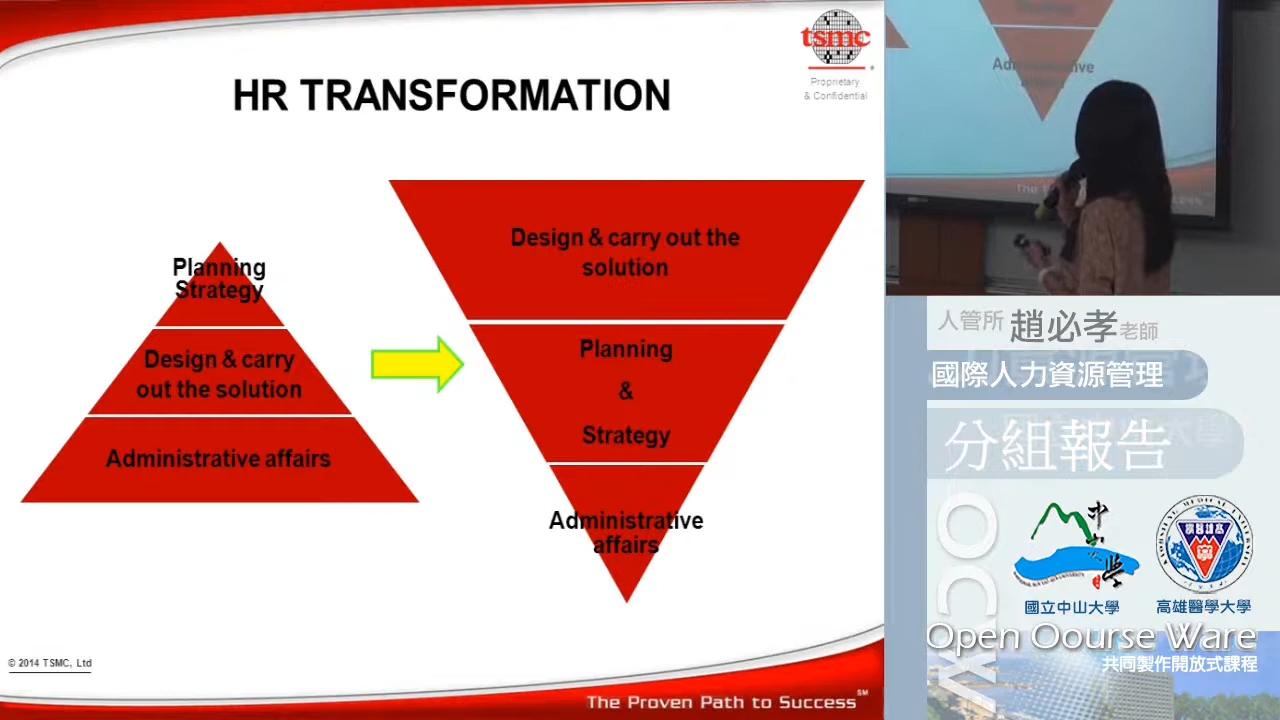 tsmc
Proprietary
& Confidential
HR TRANSFORMATION
Planning
Strategy
Design & carry
out the solution
Administrative affairs
Design & carry out the
solution
Planning
&
Strategy
Administrative
affairs
© 2014 TSMC, Ltd
The Proven Path to Success℠
人管所 趙必孝老師
國際人力資源管理
分組報告
OCW
國立中山大學
高雄醫學大學
Open Oourse Ware
共同製作開放式課程